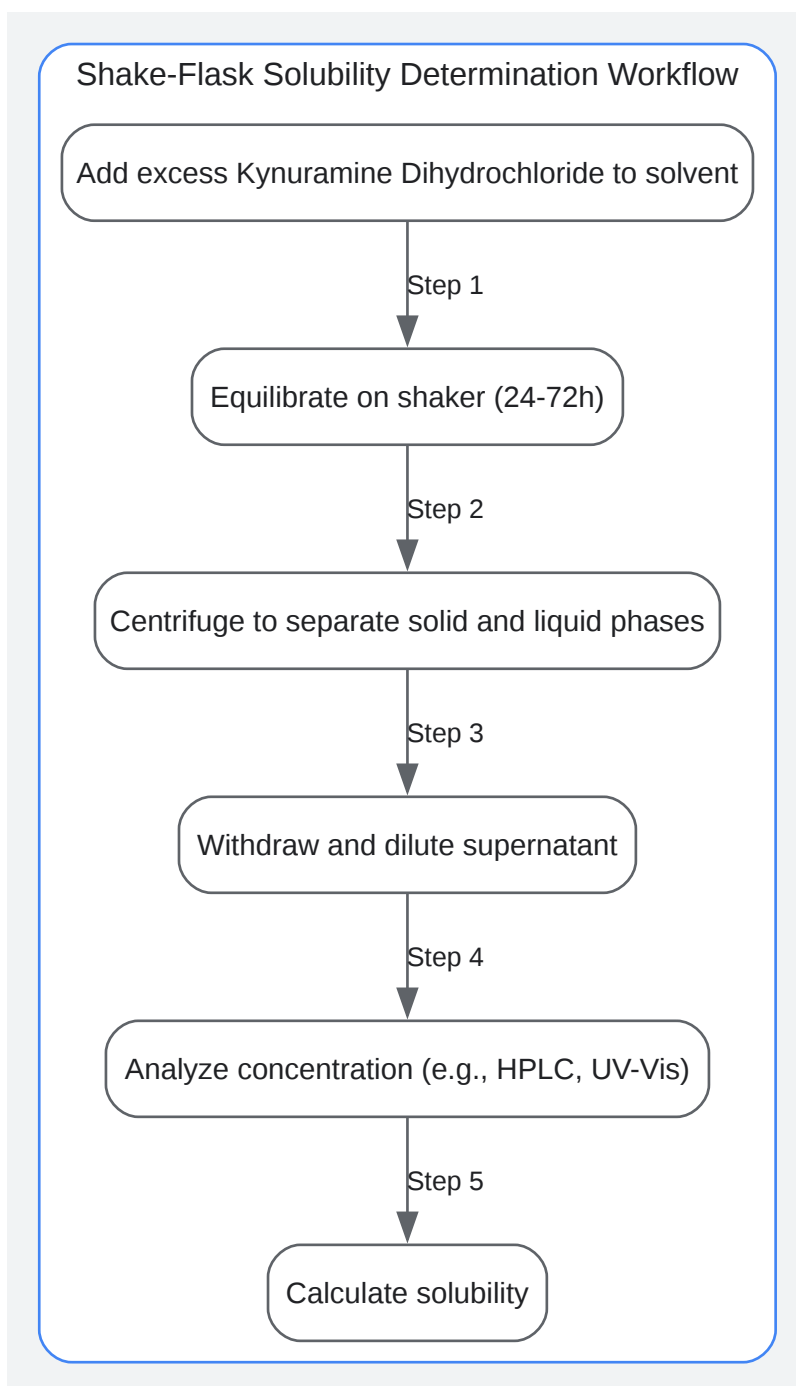 Shake-Flask Solubility Determination Workflow
Add excess Kynuramine Dihydrochloride to solvent
Step 1
Equilibrate on shaker (24-72h)
Step 2
Centrifuge to separate solid and liquid phases
Step 3
Withdraw and dilute supernatant
Step 4
Analyze concentration (e.g., HPLC, UV-Vis)
Step 5
Calculate solubility